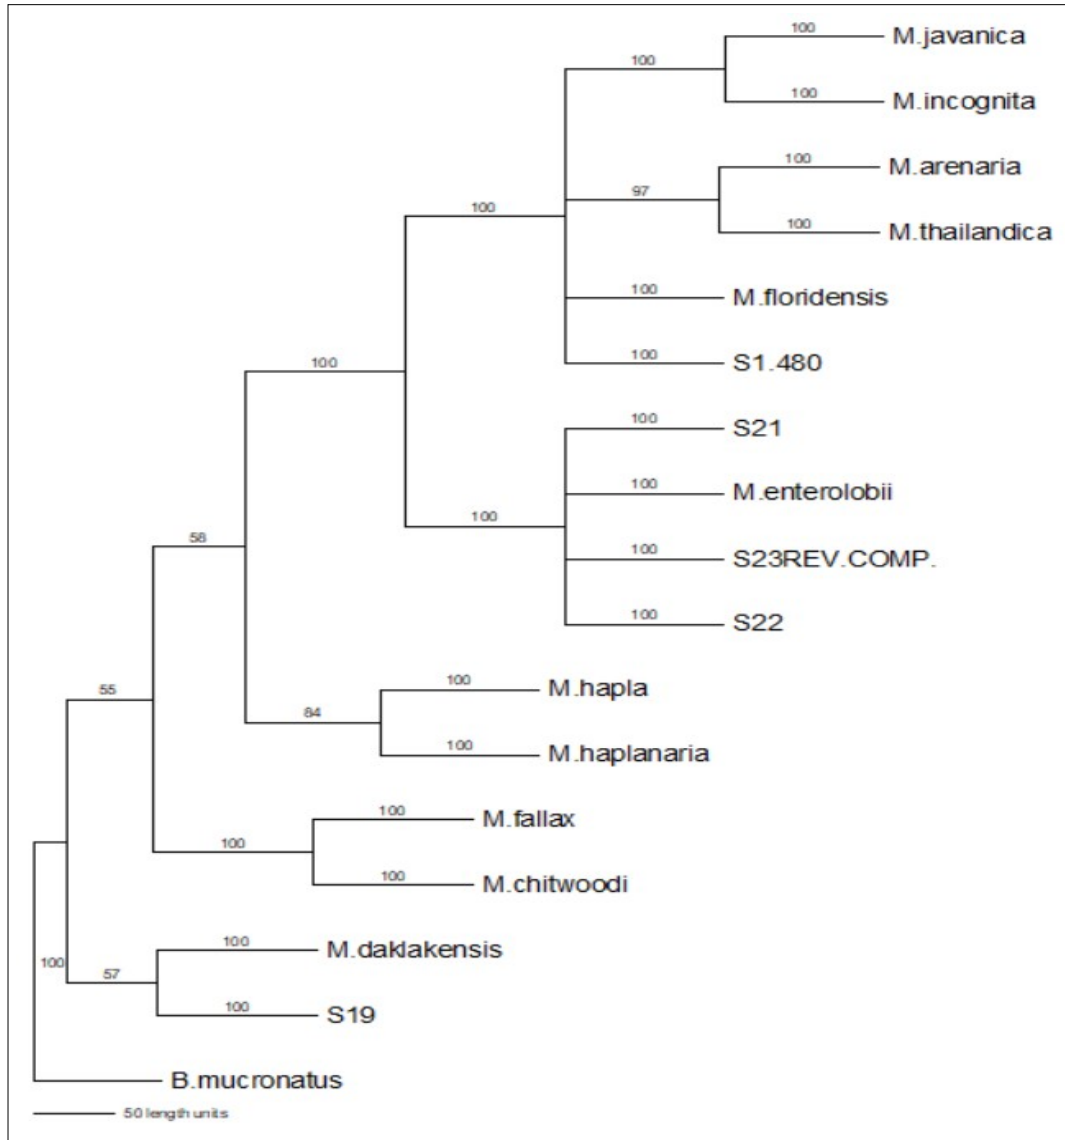 100
M.javanica
100
100
M.incognita
100
M.arenaria
97
100
M.thailandica
100
100
M.floridensis
100
S1.480
100
100
S21
100
M.enterolobii
100
100
S23REV.COMP.
58
100
S22
100
M.hapla
55
84
100
M.haplanaria
100
M.fallax
100
100
M.chitwoodi
100
M.daklakensis
100
57
100
S19
B.mucronatus
50 length units